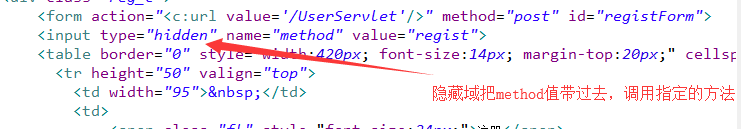 <form action="<c:url value='/UserServlet'/>" method="post" id="registForm">
<input type="hidden" name="method" value="regist">
<table border="0" style="width:420px; font-size:14px; margin-top:20px;" cellsp
<tr height="50" valign="top">
<td width="95">&nbsp;</td>
隐藏域把method值带过去，调用指定的方法
<td>